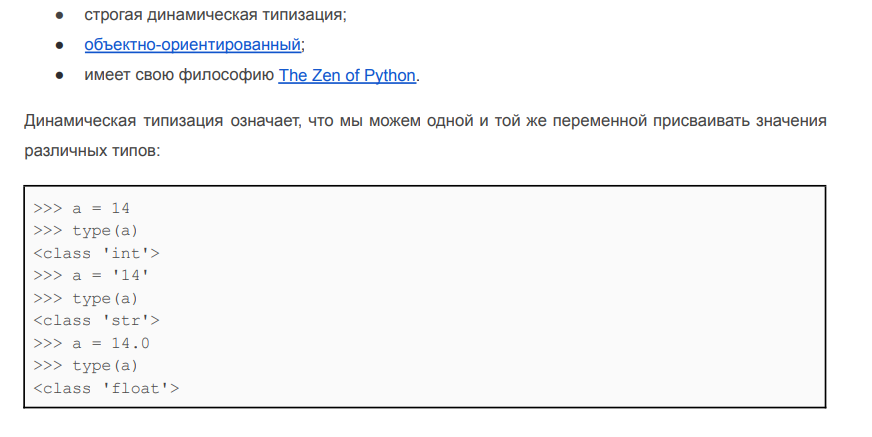 ● строгая динамическая типизация;
● объектно-ориентированный;
● имеет свою философию The Zen of Python.
Динамическая типизация означает, что мы можем одной и той же переменной присваивать значения
различных типов:
>>> a = 14
>>> type(a)
<class 'int'>
>>> a = '14'
>>> type(a)
<class 'str'>
>>> a = 14.0
>>> type(a)
<class 'float'>